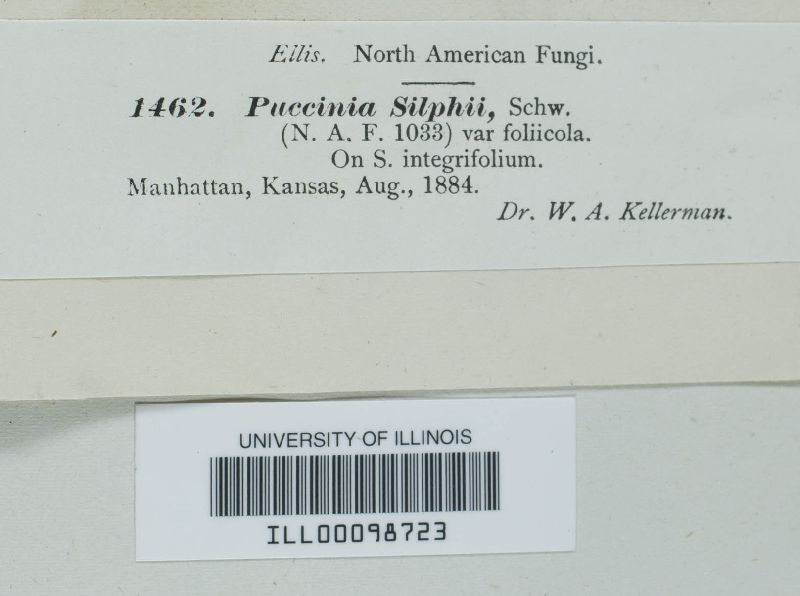 Ellis. North American Fungi.
1462. Puccinia Silphii, Schw.
(N. A. F. 1033) var foliicola.
On S. integrifolium.
Manhattan, Kansas, Aug., 1884.
Dr. W. A. Kellerman.
UNIVERSITY OF ILLINOIS
ILL00098723